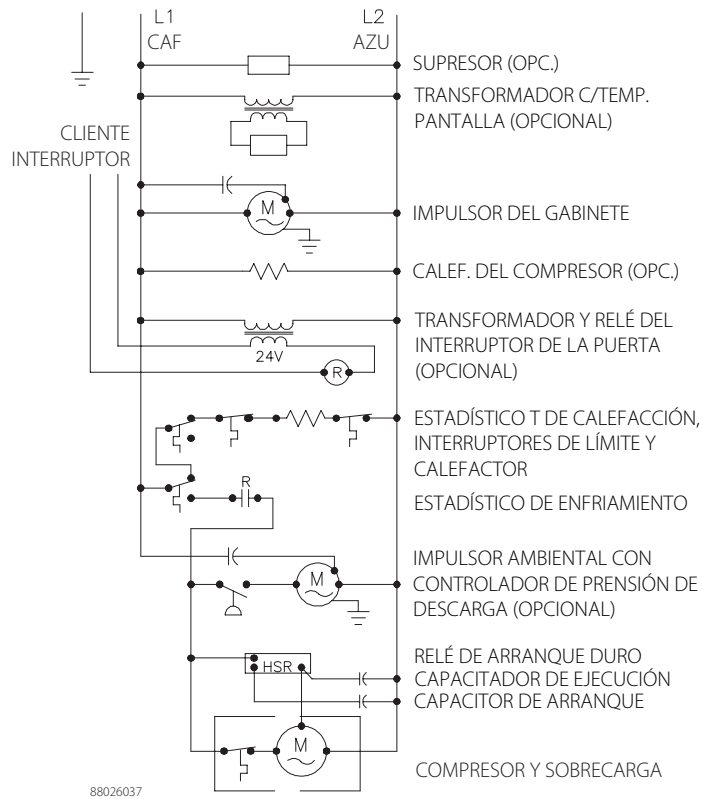 L1
L2
CAF
AZU
SUPRESOR (OPC.)
TRANSFORMADOR C/TEMP.
PANTALLA (OPCIONAL)
CLIENTE
INTERRUPTOR
M
IMPULSOR DEL GABINETE
CALEF. DEL COMPRESOR (OPC.)
TRANSFORMADOR Y RELÉ DEL
INTERRUPTOR DE LA PUERTA
(OPCIONAL)
24V
R
ESTADÍSTICO T DE CALEFACCIÓN,
INTERRUPTORES DE LÍMITE Y
CALEFACTOR
R
ESTADÍSTICO DE ENFRIAMIENTO
IMPULSOR AMBIENTAL CON
CONTROLADOR DE PRENSIÓN DE
DESCARGA (OPCIONAL)
M
RELÉ DE ARRANQUE DURO
HSR
CAPACITADOR DE EJECUCIÓN
CAPACITOR DE ARRANQUE
M
COMPRESOR Y SOBRECARGA
88026037